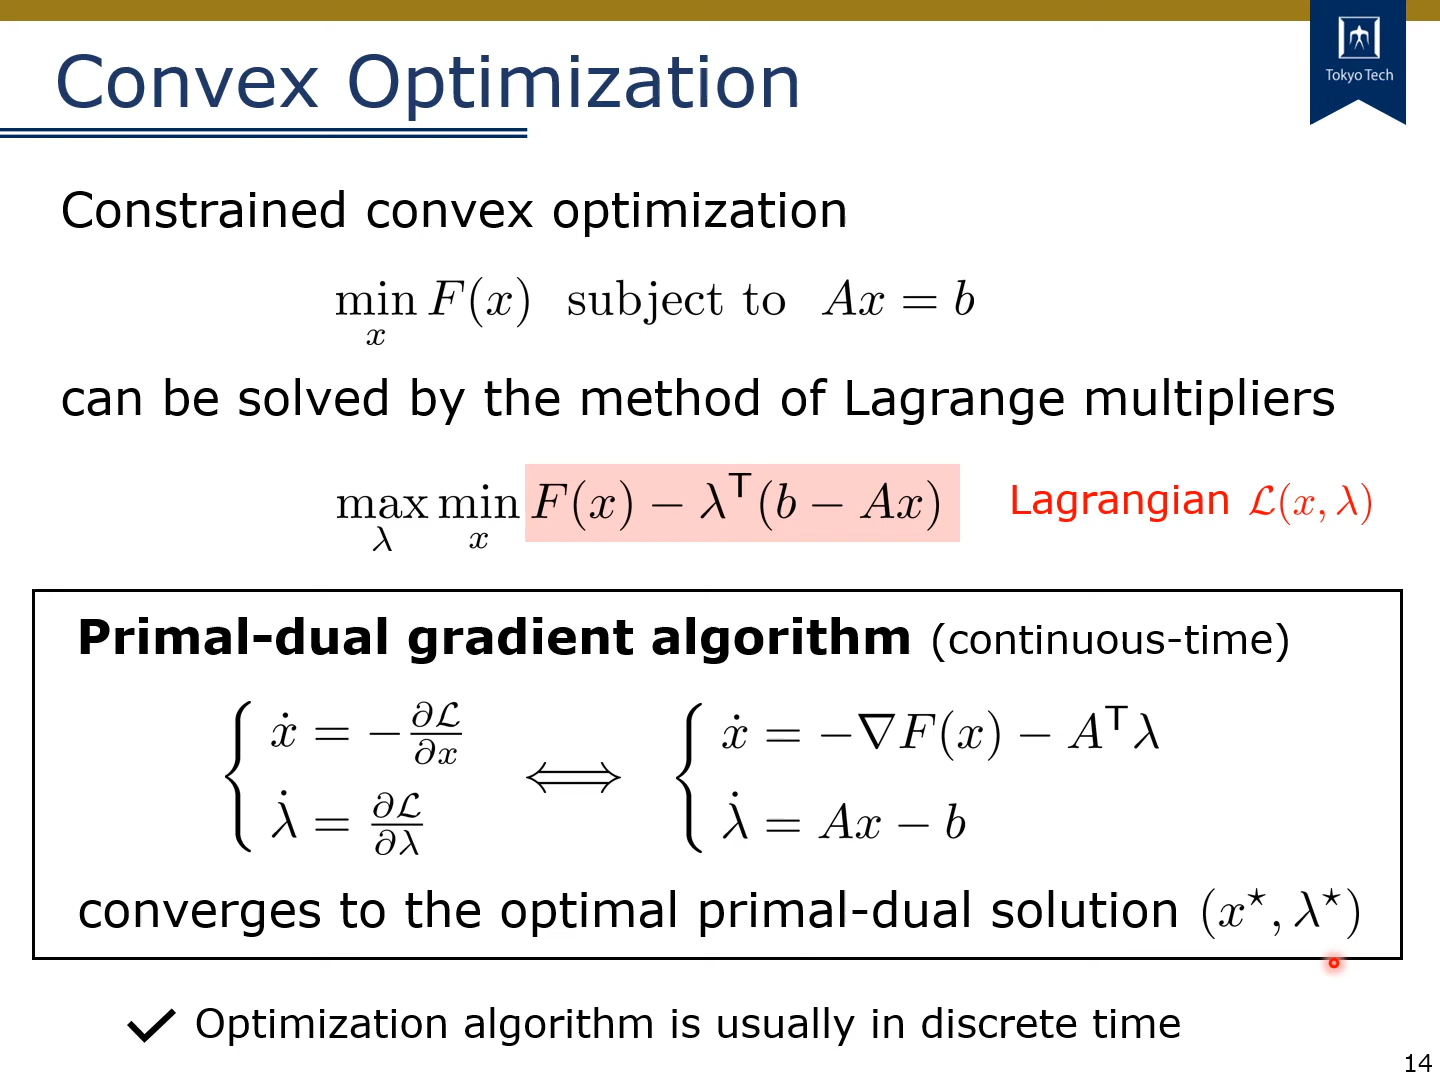 Tokyo Tech
Convex Optimization
Constrained convex optimization
min_x F(x) subject to Ax = b
can be solved by the method of Lagrange multipliers
max_λ min_x F(x) − λ^T(b − Ax) Lagrangian ℒ(x, λ)
Primal-dual gradient algorithm (continuous-time)
{ ẋ = −∂ℒ/∂x ⟺ { ẋ = −∇F(x) − A^Tλ
λ̇ = ∂ℒ/∂λ λ̇ = Ax − b
converges to the optimal primal-dual solution (x*, λ*)
✓ Optimization algorithm is usually in discrete time
14